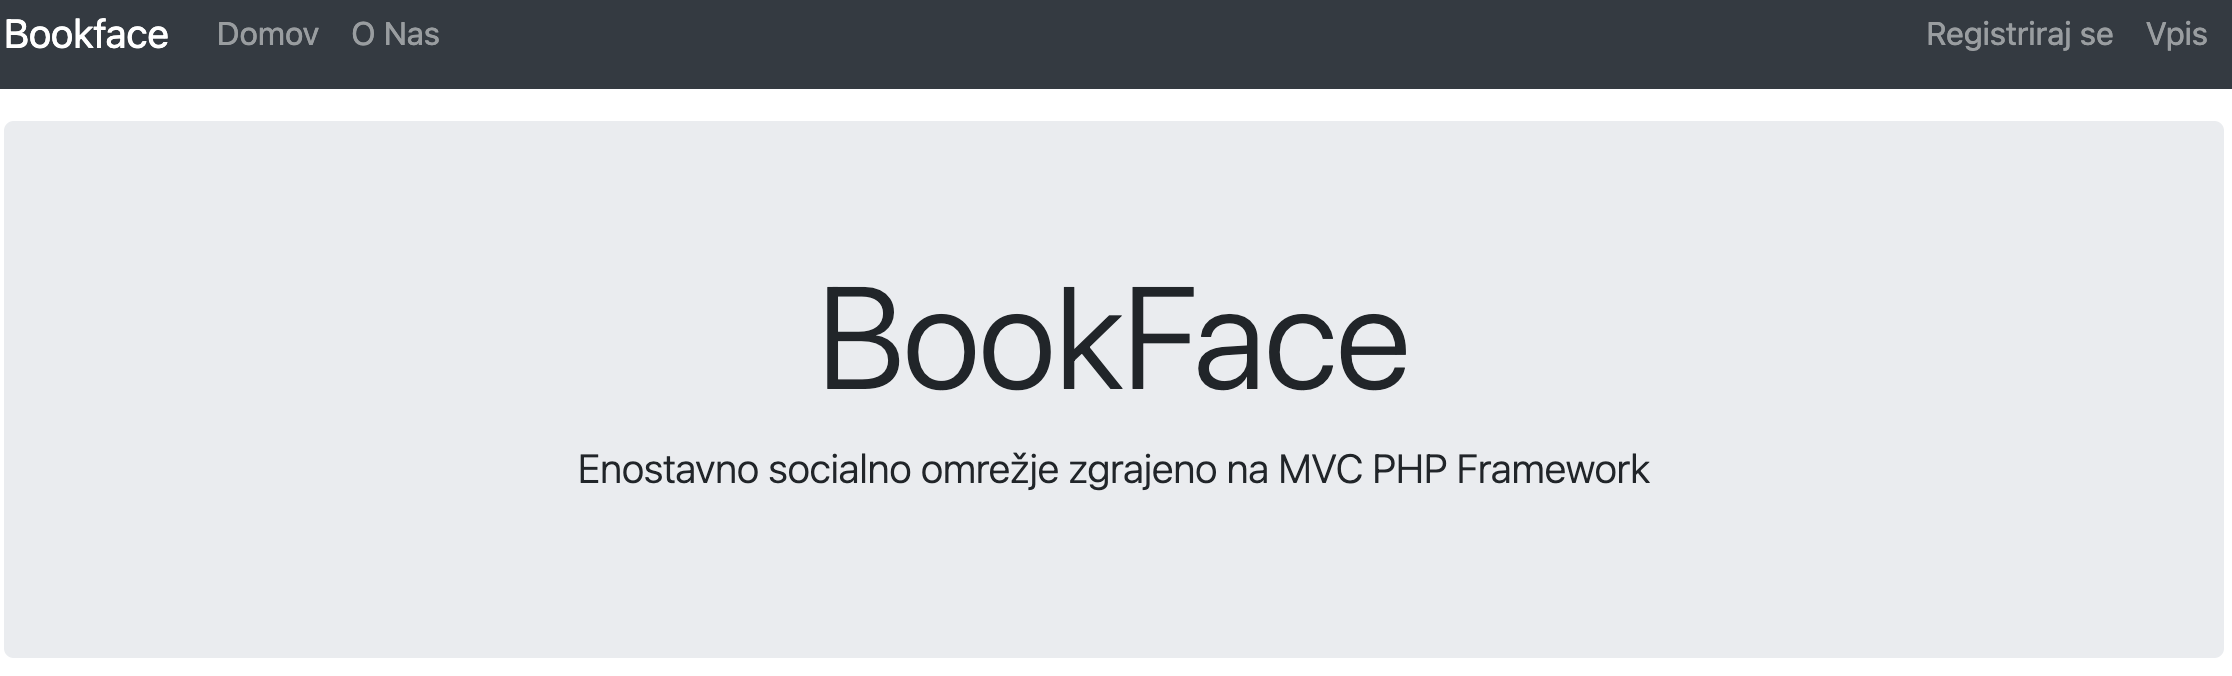 Bookface Domov O Nas Registriraj se Vpis
BookFace
Enostavno socialno omrežje zgrajeno na MVC PHP Framework